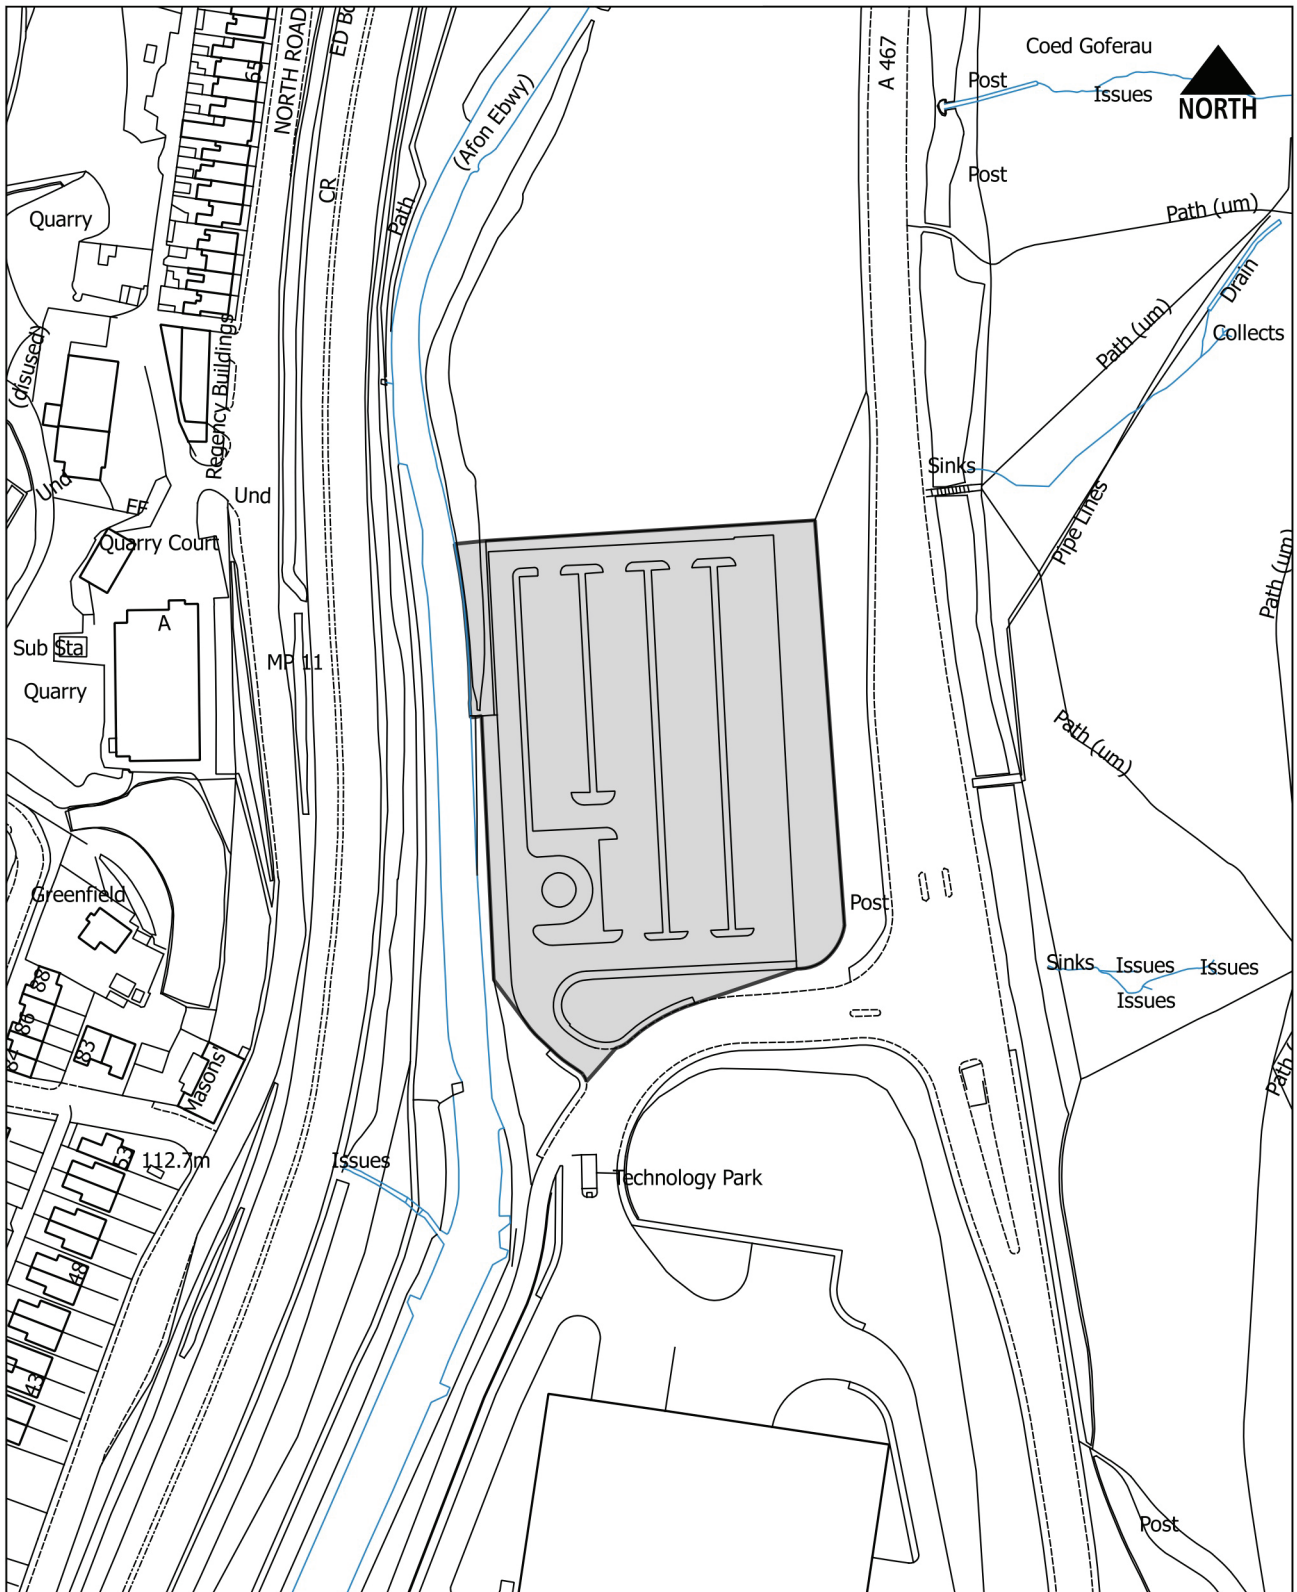 ED Bo
NORTH ROAD
65
A 467
Coed Goferau
Post
Issues
NORTH
(Afon Ebwy)
CR
Path
Post
Path (um)
Quarry
Drain
Path (um)
Collects
(disused)
Regency Buildings
Sinks
Und
Und
FF
Pipe Lines
Quarry Court
Path (um)
A
Sub Sta
MP 11
Quarry
Path (um)
Greenfield
Post
Sinks
Issues
Issues
Issues
88
86
84
83
Masons'
Path (
53
112.7m
Issues
Technology Park
48
43
Post